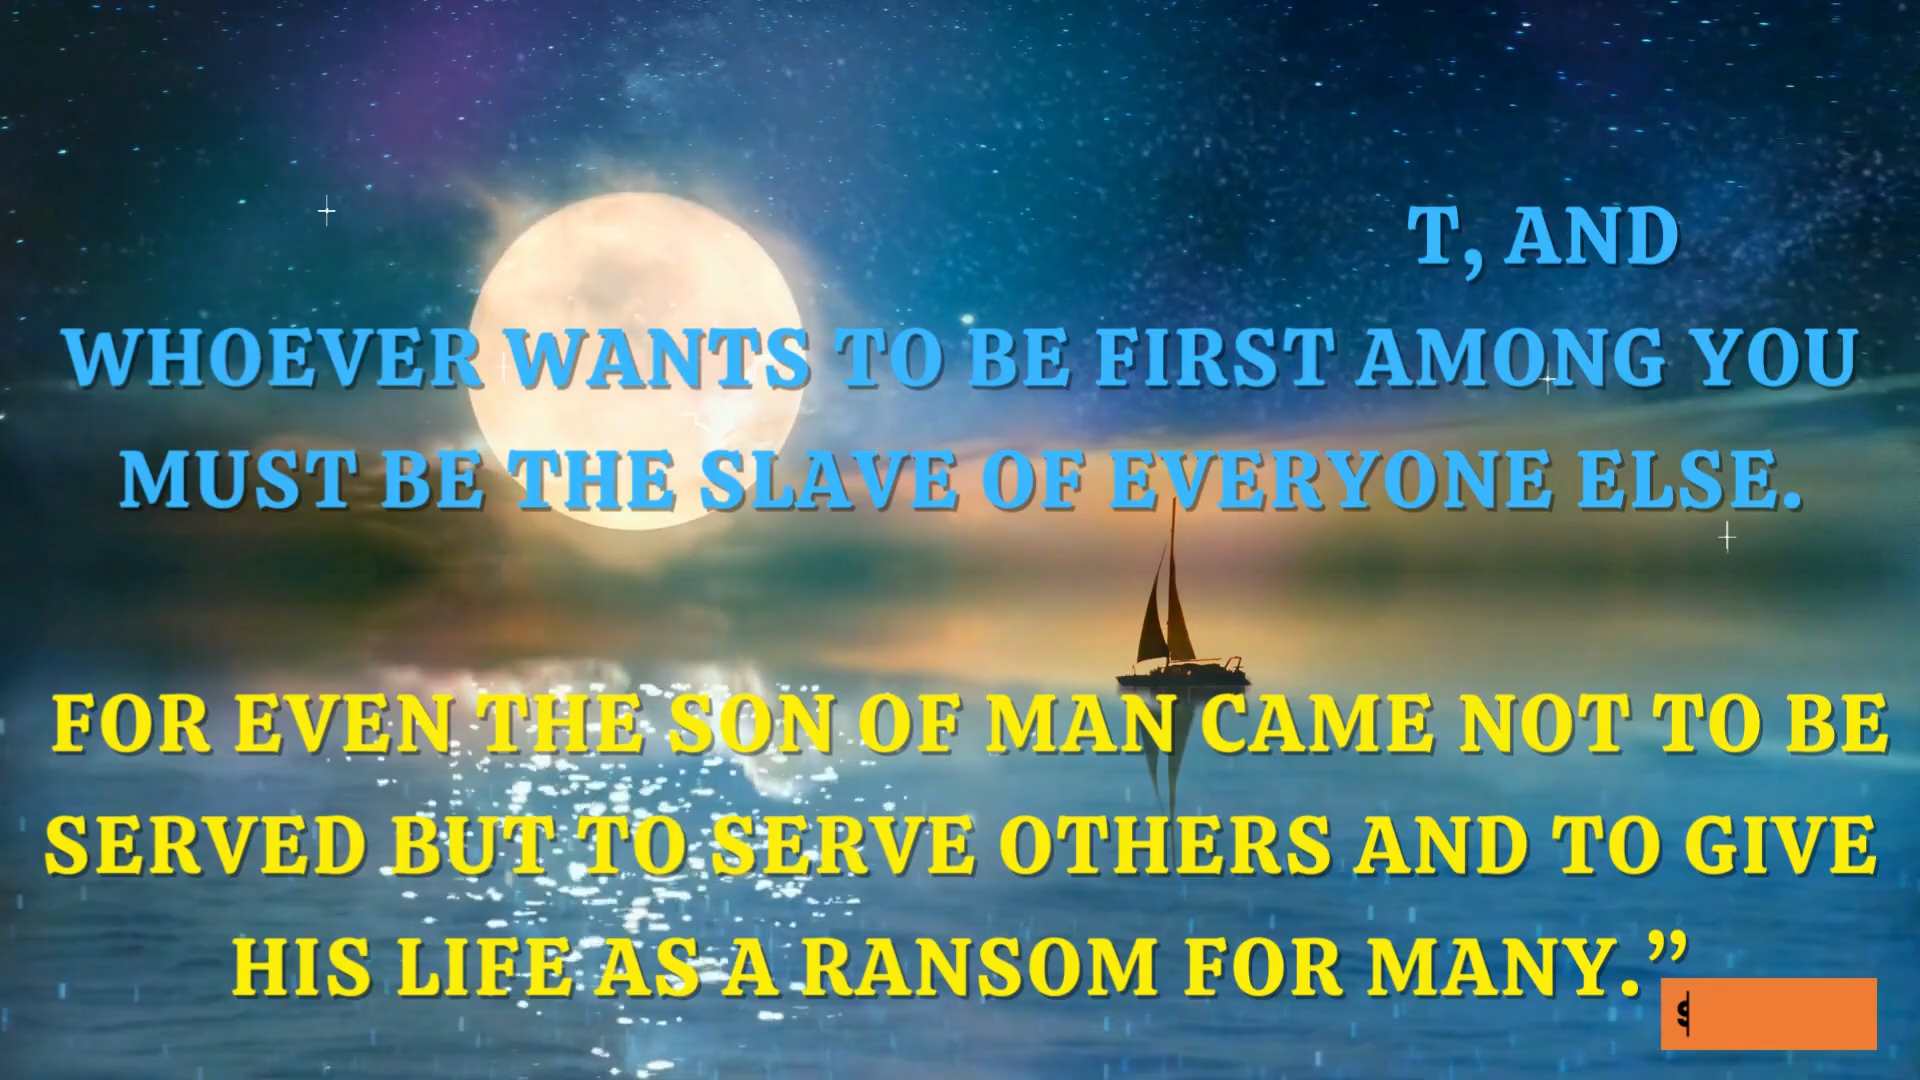 T, AND
WHOEVER WANTS TO BE FIRST AMONG YOU
MUST BE THE SLAVE OF EVERYONE ELSE.
FOR EVEN THE SON OF MAN CAME NOT TO BE
SERVED BUT TO SERVE OTHERS AND TO GIVE
HIS LIFE AS A RANSOM FOR MANY.”